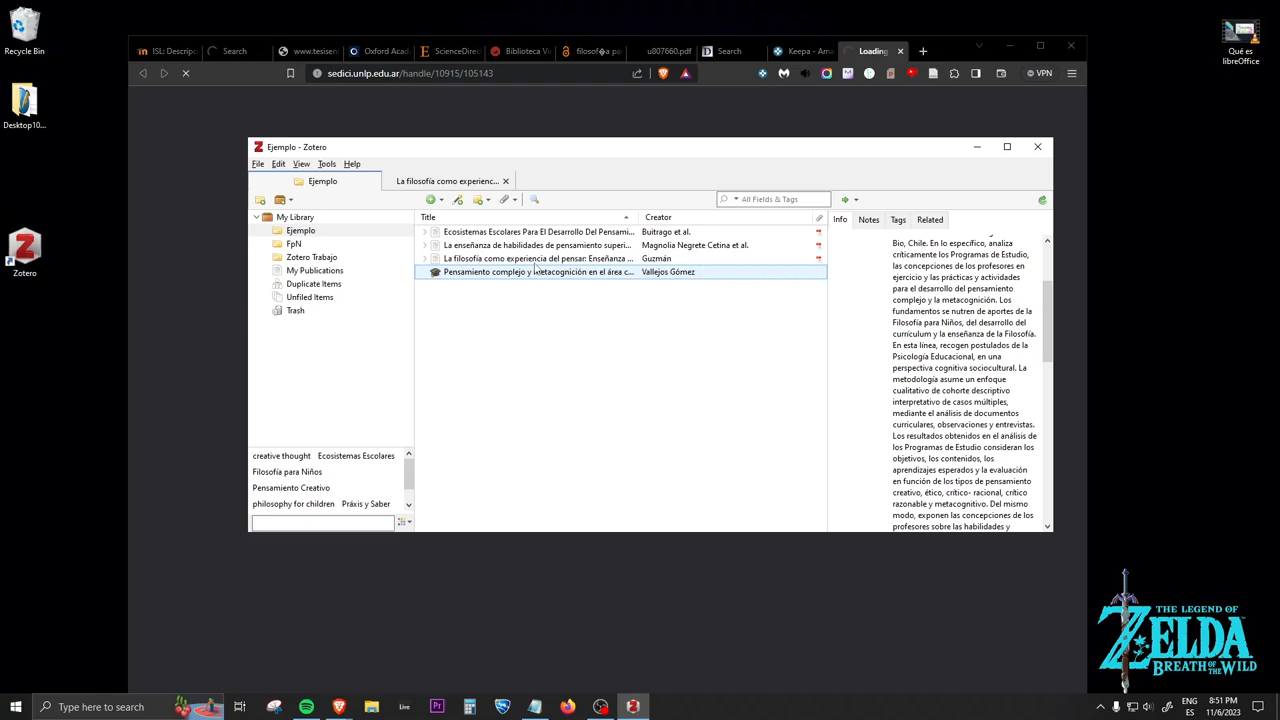 Recycle Bin
Desktop10...
Zotero
Qué es
libreOffice
ISL: Descrip
Search
www.tesisen
Oxford Acad
ScienceDirec
Biblioteca Vi
filosof�a pa
u807660.pdf
Search
Keepa - Ama
Loading
sedici.unlp.edu.ar/handle/10915/105143
VPN
Ejemplo - Zotero
File Edit View Tools Help
Ejemplo
La filosofía como experienc...
All Fields & Tags
My Library
Ejemplo
FpN
Zotero Trabajo
My Publications
Duplicate Items
Unfiled Items
Trash
creative thought Ecosistemas Escolares
Filosofía para Niños
Pensamiento Creativo
philosophy for children Práxis y Saber
Title Creator
Ecosistemas Escolares Para El Desarrollo Del Pensami... Buitrago et al.
La enseñanza de habilidades de pensamiento superi... Magnolia Negrete Cetina et al.
La filosofía como experiencia del pensar: Enseñanza ... Guzmán
Pensamiento complejo y metacognición en el área c... Vallejos Gómez
Info Notes Tags Related
Bio, Chile. En lo específico, analiza
críticamente los Programas de Estudio,
las concepciones de los profesores en
ejercicio y las prácticas y actividades
para el desarrollo del pensamiento
complejo y la metacognición. Los
fundamentos se nutren de aportes de la
Filosofía para Niños, del desarrollo del
currículum y la enseñanza de la Filosofía.
En esta línea, recogen postulados de la
Psicología Educacional, en una
perspectiva cognitiva sociocultural. La
metodología asume un enfoque
cualitativo de cohorte descriptivo
interpretativo de casos múltiples,
mediante el análisis de documentos
curriculares, observaciones y entrevistas.
Los resultados obtenidos en el análisis de
los Programas de Estudio consideran los
objetivos, los contenidos, los
aprendizajes esperados y la evaluación
en función de los tipos de pensamiento
creativo, ético, crítico- racional, crítico
razonable y metacognitivo. Del mismo
modo, exponen las concepciones de los
profesores sobre las habilidades y
THE LEGEND OF
ZELDA
BREATH OF THE WILD
Type here to search
Live
Pr
ENG
ES
8:51 PM
11/6/2023